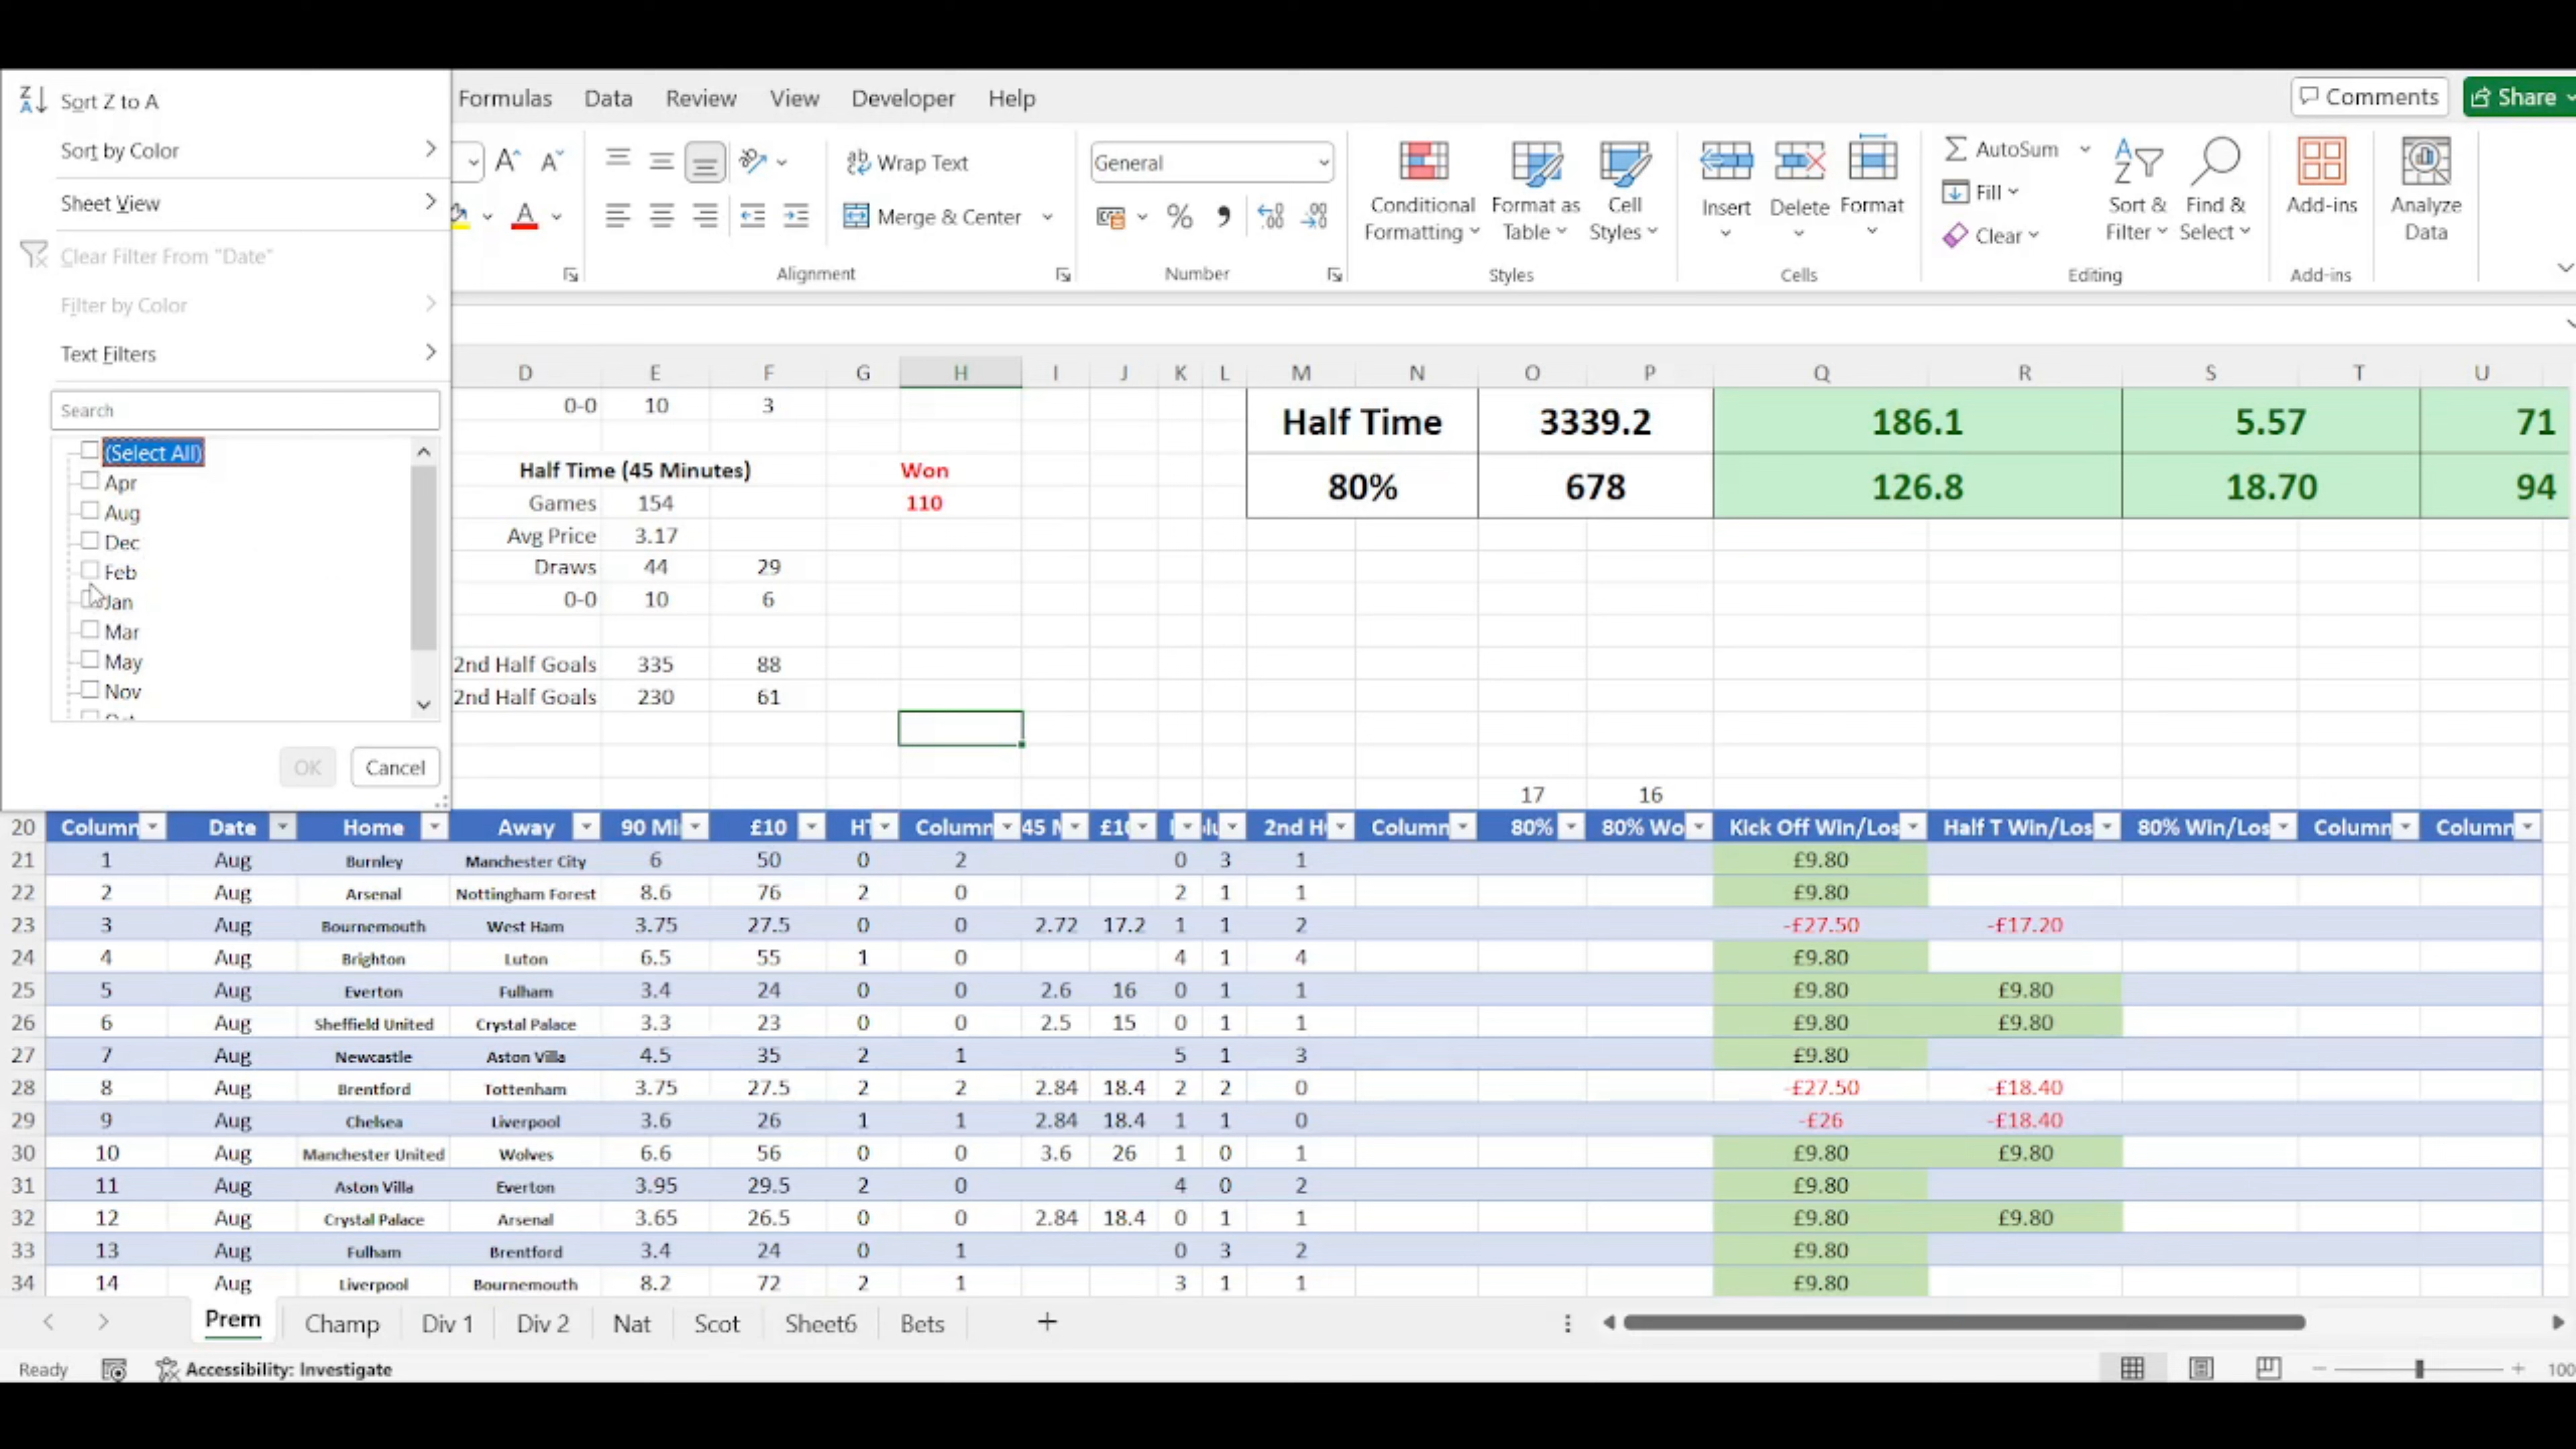 Formulas Data Review View Developer Help Comments Share
Sort Z to A
Sort by Color
Sheet View
Clear Filter From "Date"
Filter by Color
Text Filters
Search
(Select All)
Apr
Aug
Dec
Feb
Jan
Mar
May
Nov
OK Cancel
Wrap Text
Merge & Center
Alignment
General
Number
Conditional Formatting
Format as Table
Cell Styles
Styles
Insert
Delete
Format
Cells
AutoSum
Fill
Clear
Sort & Filter
Find & Select
Editing
Add-ins
Add-ins
Analyze Data
D E F G H I J K L M N O P Q R S T U
0-0 10 3
Half Time (45 Minutes) Won
Games 154 110
Avg Price 3.17
Draws 44 29
0-0 10 6
2nd Half Goals 335 88
2nd Half Goals 230 61
Half Time 3339.2 186.1 5.57 71
80% 678 126.8 18.70 94
17 16
20 Column Date Home Away 90 Mi £10 HT Column 45 M £10 2nd H Column 80% 80% Wo Kick Off Win/Los Half T Win/Los 80% Win/Los Column Column
21 1 Aug Burnley Manchester City 6 50 0 2 0 3 1 £9.80
22 2 Aug Arsenal Nottingham Forest 8.6 76 2 0 2 1 1 £9.80
23 3 Aug Bournemouth West Ham 3.75 27.5 0 0 2.72 17.2 1 1 2 -£27.50 -£17.20
24 4 Aug Brighton Luton 6.5 55 1 0 4 1 4 £9.80
25 5 Aug Everton Fulham 3.4 24 0 0 2.6 16 0 1 1 £9.80 £9.80
26 6 Aug Sheffield United Crystal Palace 3.3 23 0 0 2.5 15 0 1 1 £9.80 £9.80
27 7 Aug Newcastle Aston Villa 4.5 35 2 1 5 1 3 £9.80
28 8 Aug Brentford Tottenham 3.75 27.5 2 2 2.84 18.4 2 2 0 -£27.50 -£18.40
29 9 Aug Chelsea Liverpool 3.6 26 1 1 2.84 18.4 1 1 0 -£26 -£18.40
30 10 Aug Manchester United Wolves 6.6 56 0 0 3.6 26 1 0 1 £9.80 £9.80
31 11 Aug Aston Villa Everton 3.95 29.5 2 0 4 0 2 £9.80
32 12 Aug Crystal Palace Arsenal 3.65 26.5 0 0 2.84 18.4 0 1 1 £9.80 £9.80
33 13 Aug Fulham Brentford 3.4 24 0 1 0 3 2 £9.80
34 14 Aug Liverpool Bournemouth 8.2 72 2 1 3 1 1 £9.80
Prem Champ Div 1 Div 2 Nat Scot Sheet6 Bets
Ready Accessibility: Investigate 100